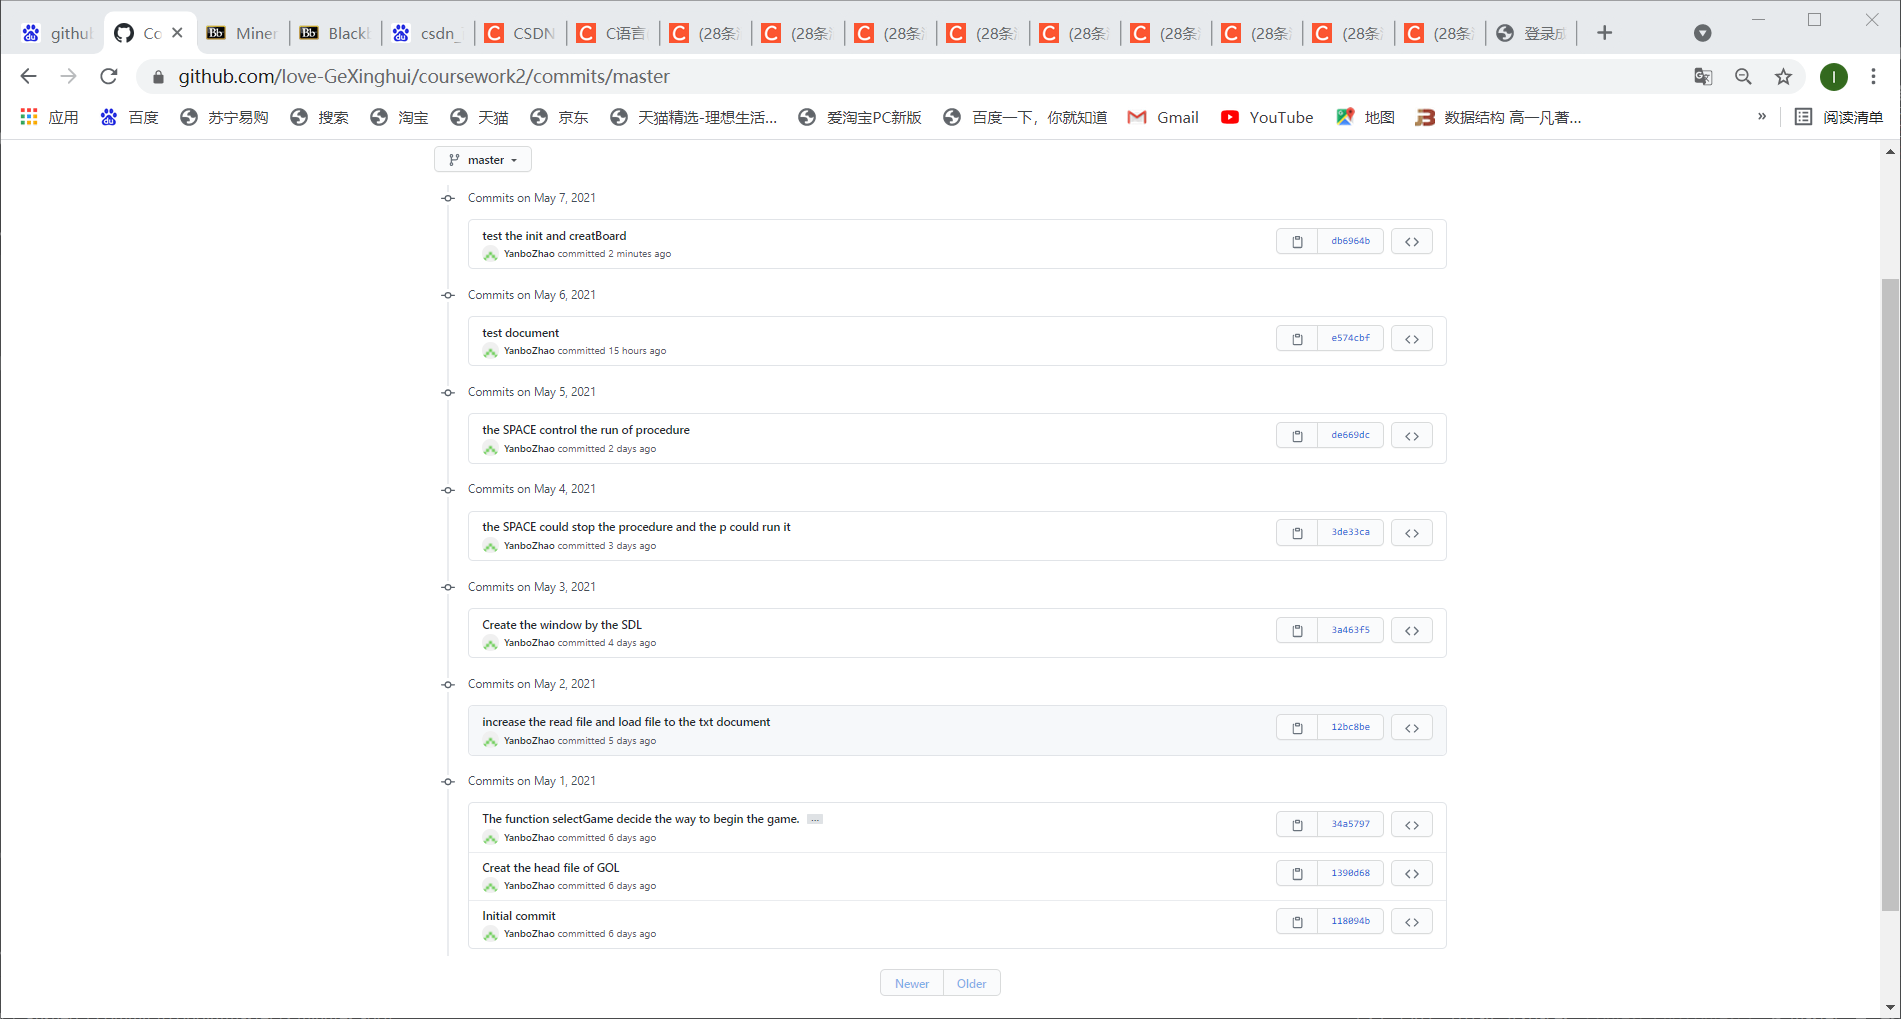 github
Co
Miner
Black
csdn_
CSDN
C语言
(28条
(28条
(28条
(28条
(28条
(28条
(28条
(28条
(28条
登录成
github.com/love-GeXinghui/coursework2/commits/master
I
应用
百度
苏宁易购
搜索
淘宝
天猫
京东
天猫精选-理想生活...
爱淘宝PC新版
百度一下，你就知道
Gmail
YouTube
地图
数据结构 高一凡著...
»
阅读清单
master
Commits on May 7, 2021
test the init and creatBoard
db6964b
YanboZhao committed 2 minutes ago
Commits on May 6, 2021
test document
e574cbf
YanboZhao committed 15 hours ago
Commits on May 5, 2021
the SPACE control the run of procedure
de669dc
YanboZhao committed 2 days ago
Commits on May 4, 2021
the SPACE could stop the procedure and the p could run it
3de33ca
YanboZhao committed 3 days ago
Commits on May 3, 2021
Create the window by the SDL
3a463f5
YanboZhao committed 4 days ago
Commits on May 2, 2021
increase the read file and load file to the txt document
12bc8be
YanboZhao committed 5 days ago
Commits on May 1, 2021
The function selectGame decide the way to begin the game. ...
34a5797
YanboZhao committed 6 days ago
Creat the head file of GOL
1390d68
YanboZhao committed 6 days ago
Initial commit
118094b
YanboZhao committed 6 days ago
Newer
Older